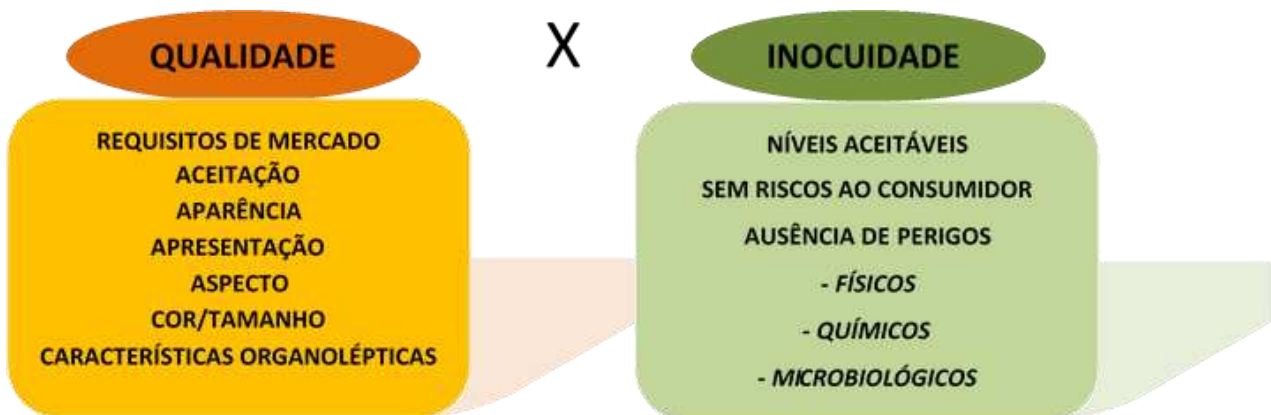 QUALIDADE
X
INOCUIDADE
REQUISITOS DE MERCADO
ACEITAÇÃO
APARÊNCIA
APRESENTAÇÃO
ASPECTO
COR/TAMANHO
CARACTERÍSTICAS ORGANOLÉPTICAS
NÍVEIS ACEITÁVEIS
SEM RISCOS AO CONSUMIDOR
AUSÊNCIA DE PERIGOS
- FÍSICOS
- QUÍMICOS
- MICROBIOLÓGICOS